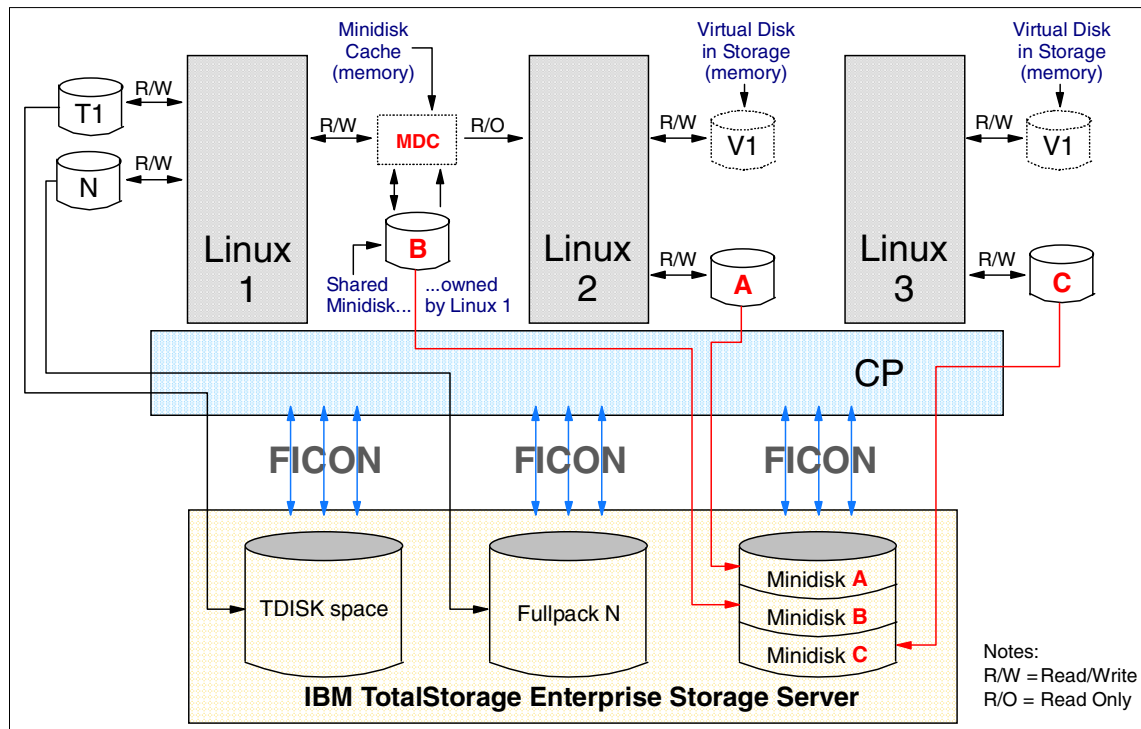 Minidisk
Cache
(memory)
Virtual Disk
in Storage
(memory)
Virtual Disk
in Storage
(memory)
T1
R/W
N
R/W
Linux
1
R/W
MDC
R/O
B
Shared
Minidisk...
...owned
by Linux 1
Linux
2
R/W
V1
R/W
A
Linux
3
R/W
V1
R/W
C
CP
FICON
FICON
FICON
TDISK space
Fullpack N
Minidisk A
Minidisk B
Minidisk C
IBM TotalStorage Enterprise Storage Server
Notes:
R/W = Read/Write
R/O = Read Only